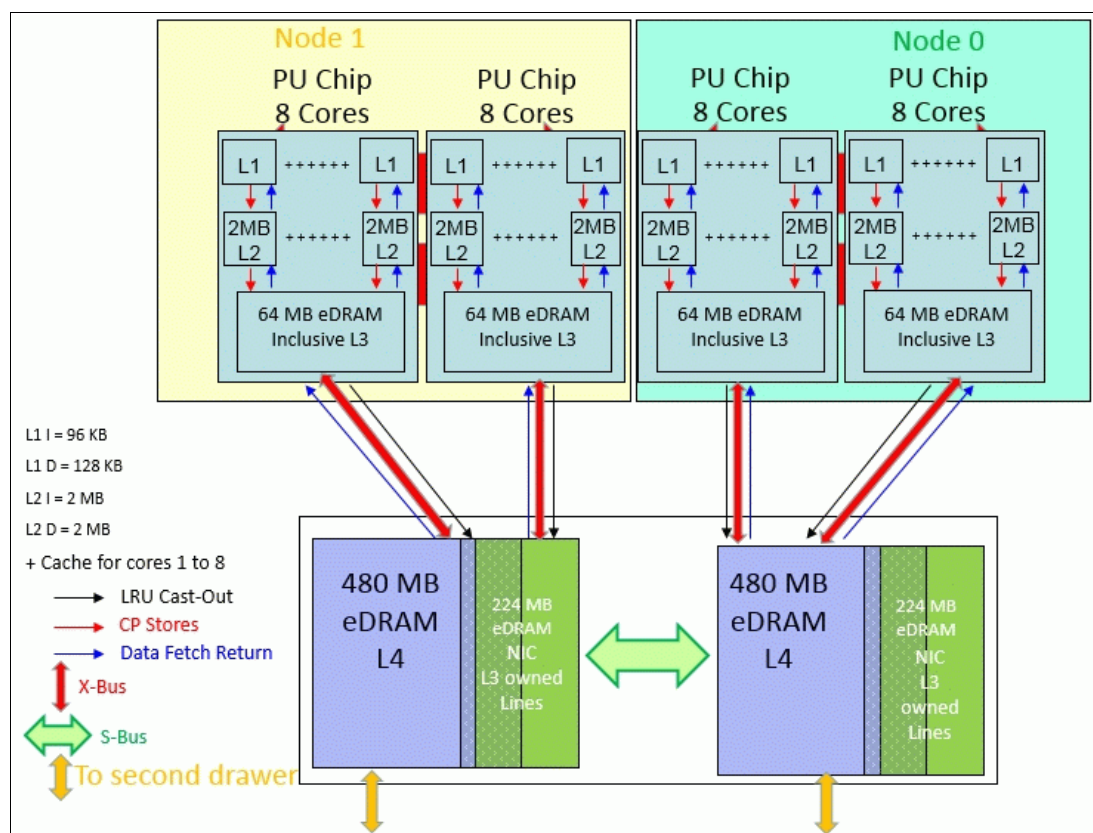 Node 1
Node 0
PU Chip
8 Cores
PU Chip
8 Cores
PU Chip
8 Cores
PU Chip
8 Cores
L1 ++++++ L1
L1 ++++++ L1
L1 ++++++ L1
L1 ++++++ L1
2MB
L2
++++++
2MB
L2
2MB
L2
++++++
2MB
L2
2MB
L2
++++++
2MB
L2
2MB
L2
++++++
2MB
L2
64 MB eDRAM
Inclusive L3
64 MB eDRAM
Inclusive L3
64 MB eDRAM
Inclusive L3
64 MB eDRAM
Inclusive L3
L1 I = 96 KB
L1 D = 128 KB
L2 I = 2 MB
L2 D = 2 MB
+ Cache for cores 1 to 8
LRU Cast-Out
CP Stores
Data Fetch Return
X-Bus
S-Bus
To second drawer
480 MB
eDRAM
L4
224 MB
eDRAM
NIC
L3 owned
Lines
480 MB
eDRAM
L4
224 MB
eDRAM
NIC
L3
owned
Lines